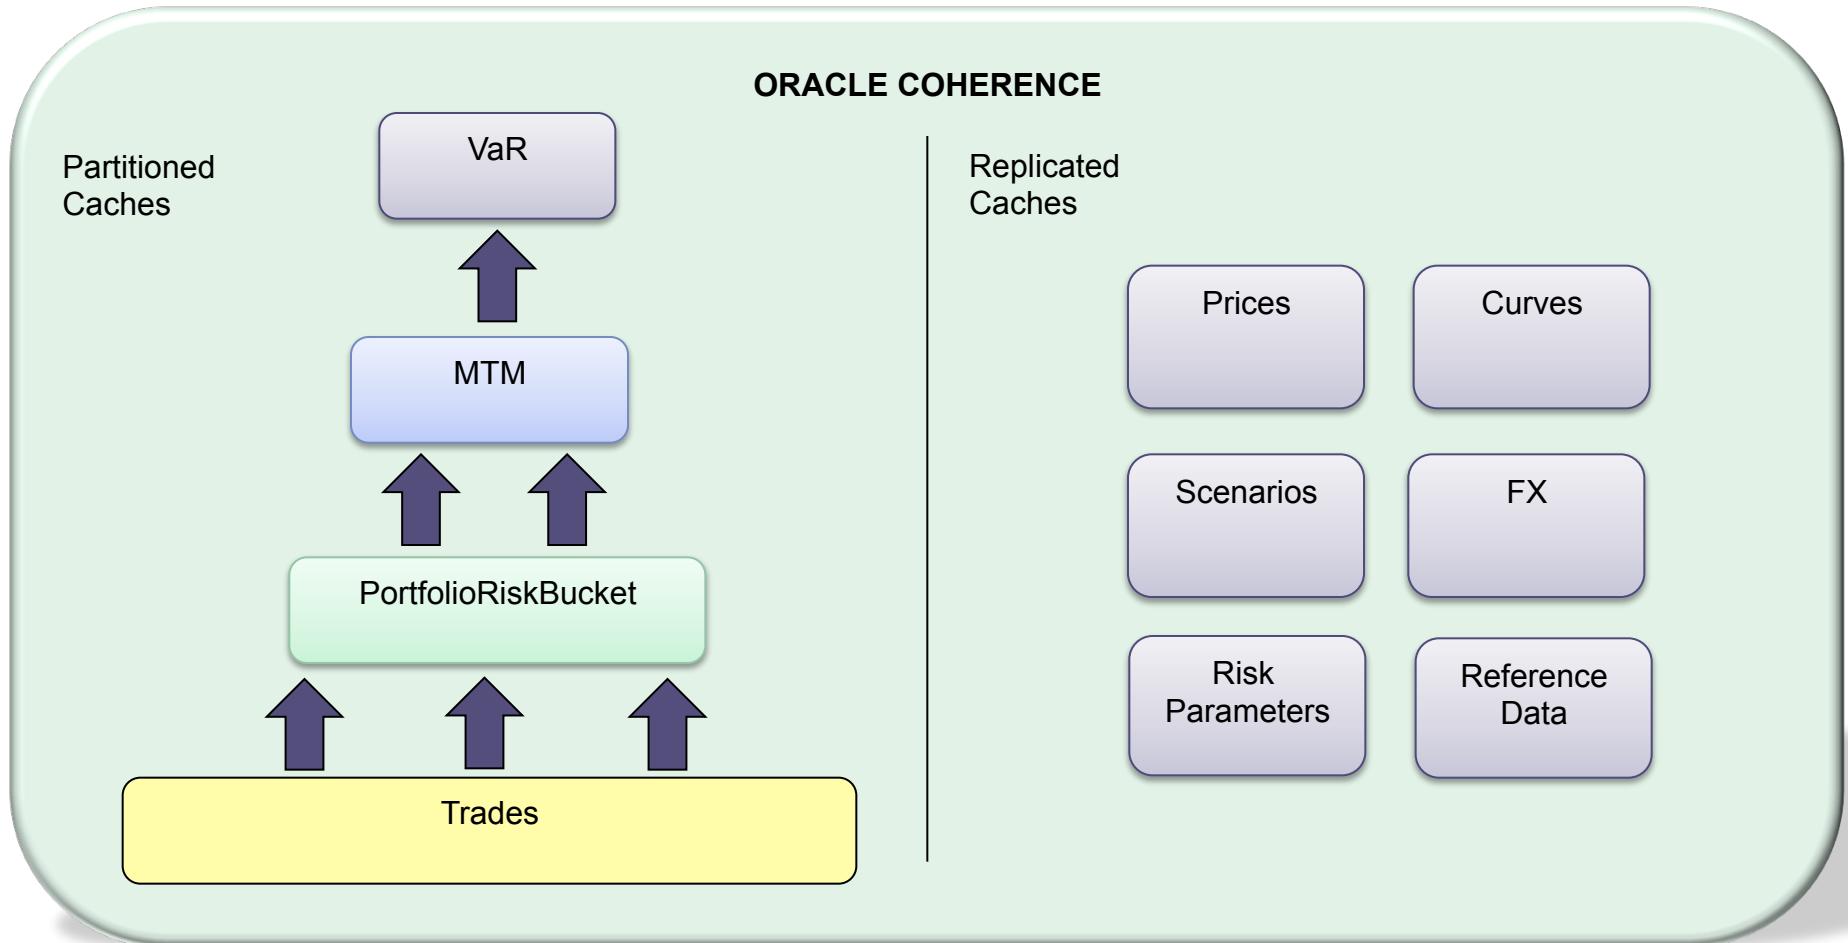 ORACLE COHERENCE
Partitioned
Caches
VaR
MTM
PortfolioRiskBucket
Trades
Replicated
Caches
Prices
Curves
Scenarios
FX
Risk
Parameters
Reference
Data